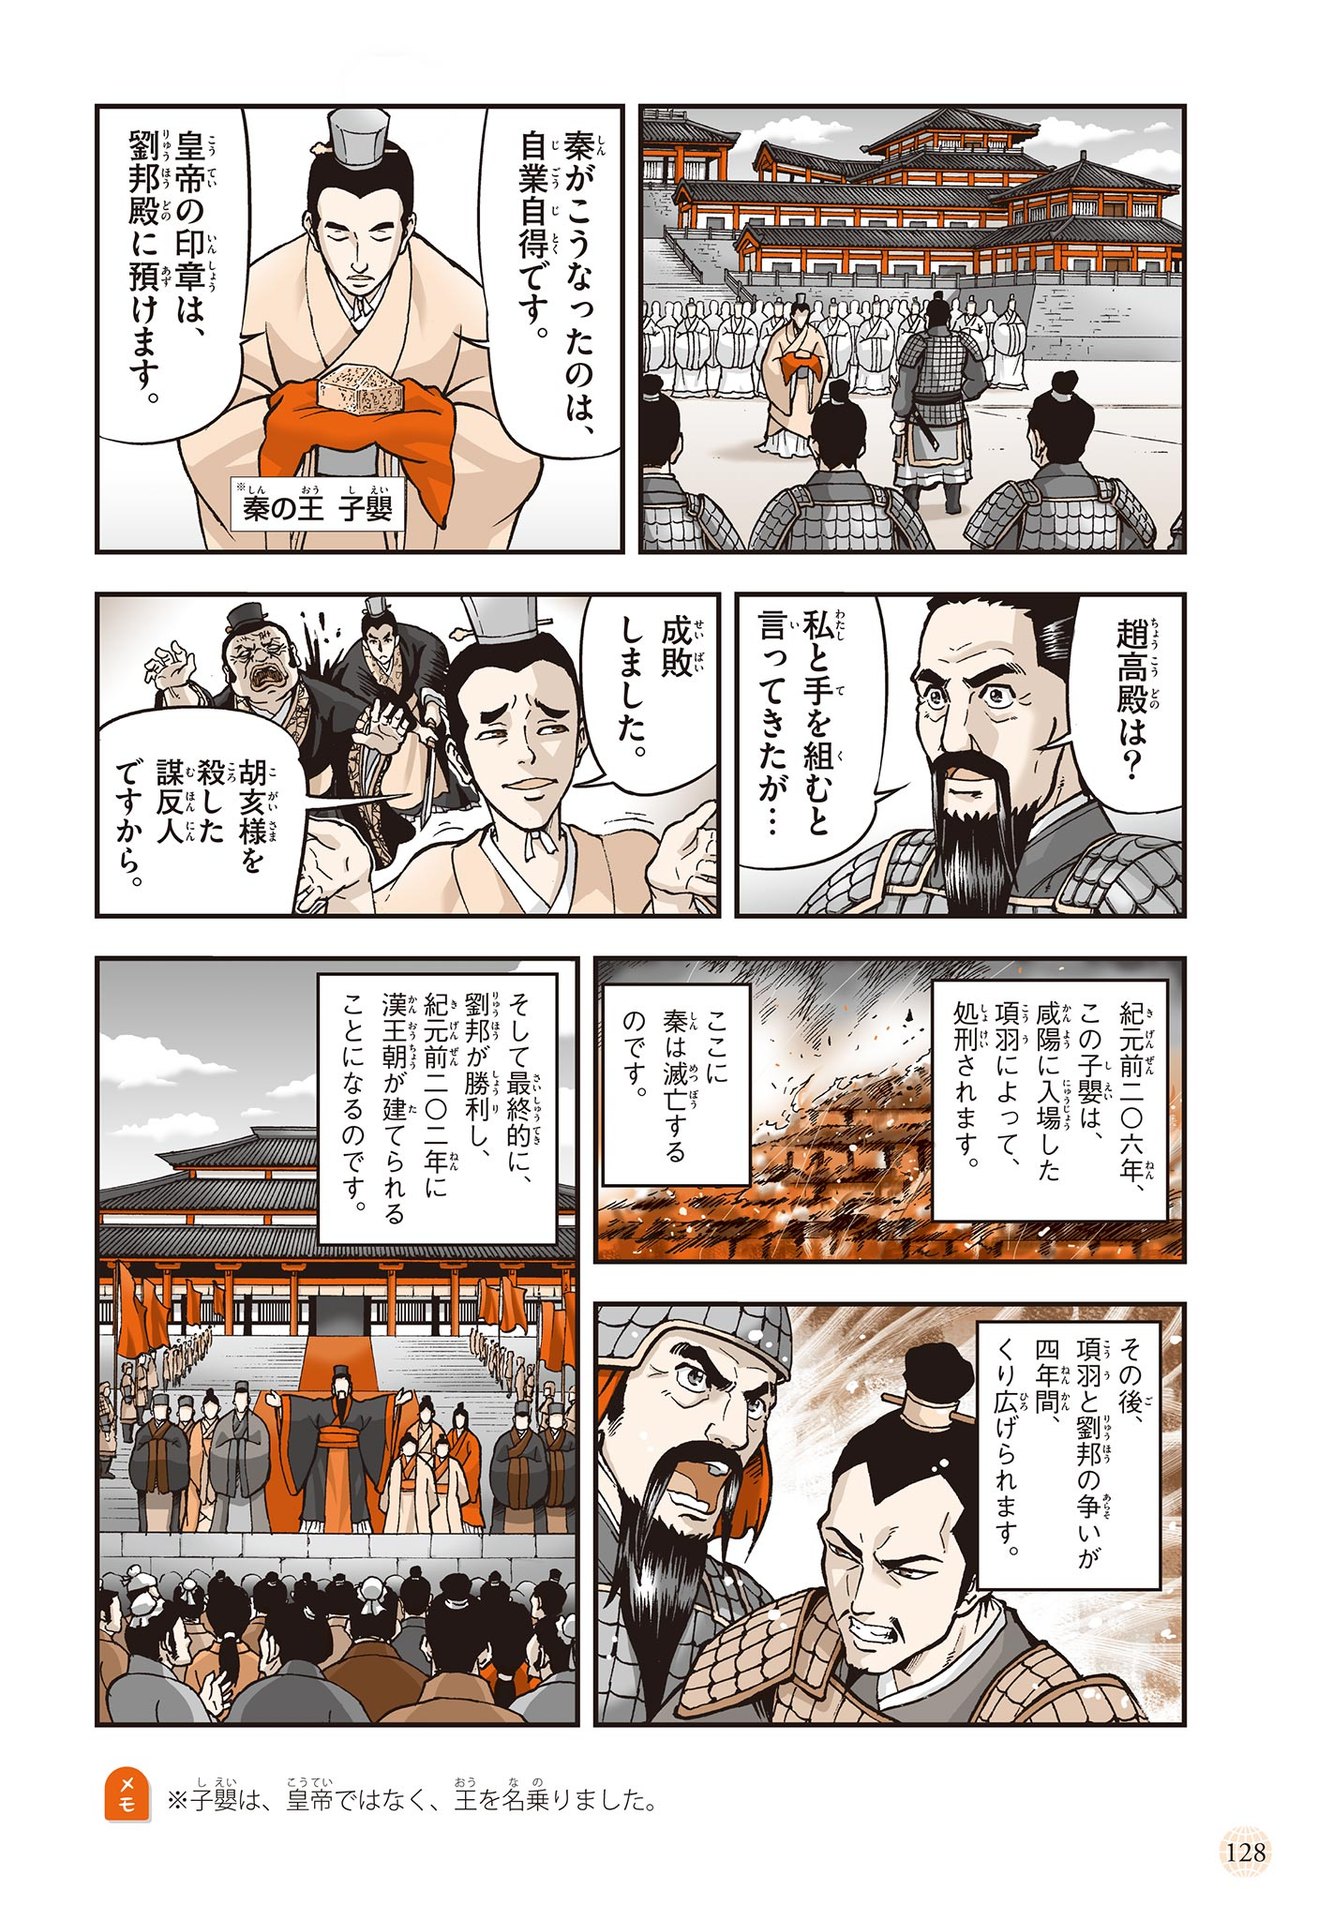 秦がこうなったのは、
自業自得です。
皇帝の印章は、
劉邦殿に預けます。
※秦の王 子嬰
趙高殿は？
私と手を組むと
言ってきたが…
成敗
しました。
胡亥様を
殺した
謀反人
ですから。
紀元前二〇六年、
この子嬰は、
咸陽に入場した
項羽によって、
処刑されます。
ここに
秦は滅亡する
のです。
その後、
項羽と劉邦の争いが
四年間、
くり広げられます。
そして最終的に、
劉邦が勝利し、
紀元前二〇二年に
漢王朝が建てられる
ことになるのです。
メモ
※子嬰は、皇帝ではなく、王を名乗りました。
128